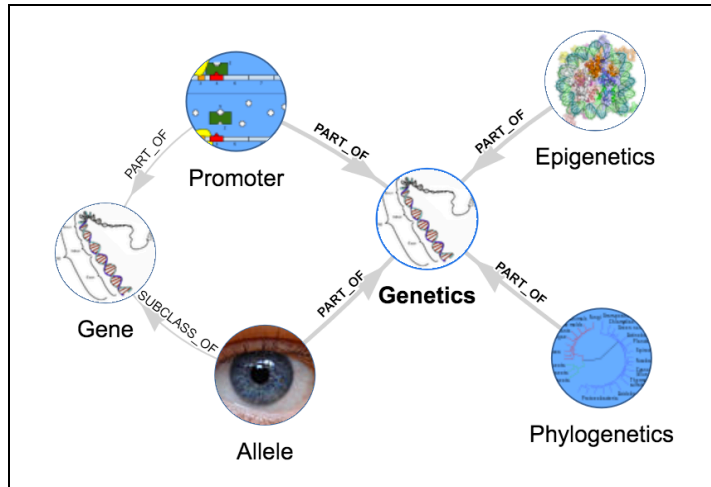 PART_OF
Promoter
PART_OF
PART_OF
Epigenetics
Gene
SUBCLASS_OF
PART_OF
Genetics
PART_OF
Allele
Phylogenetics